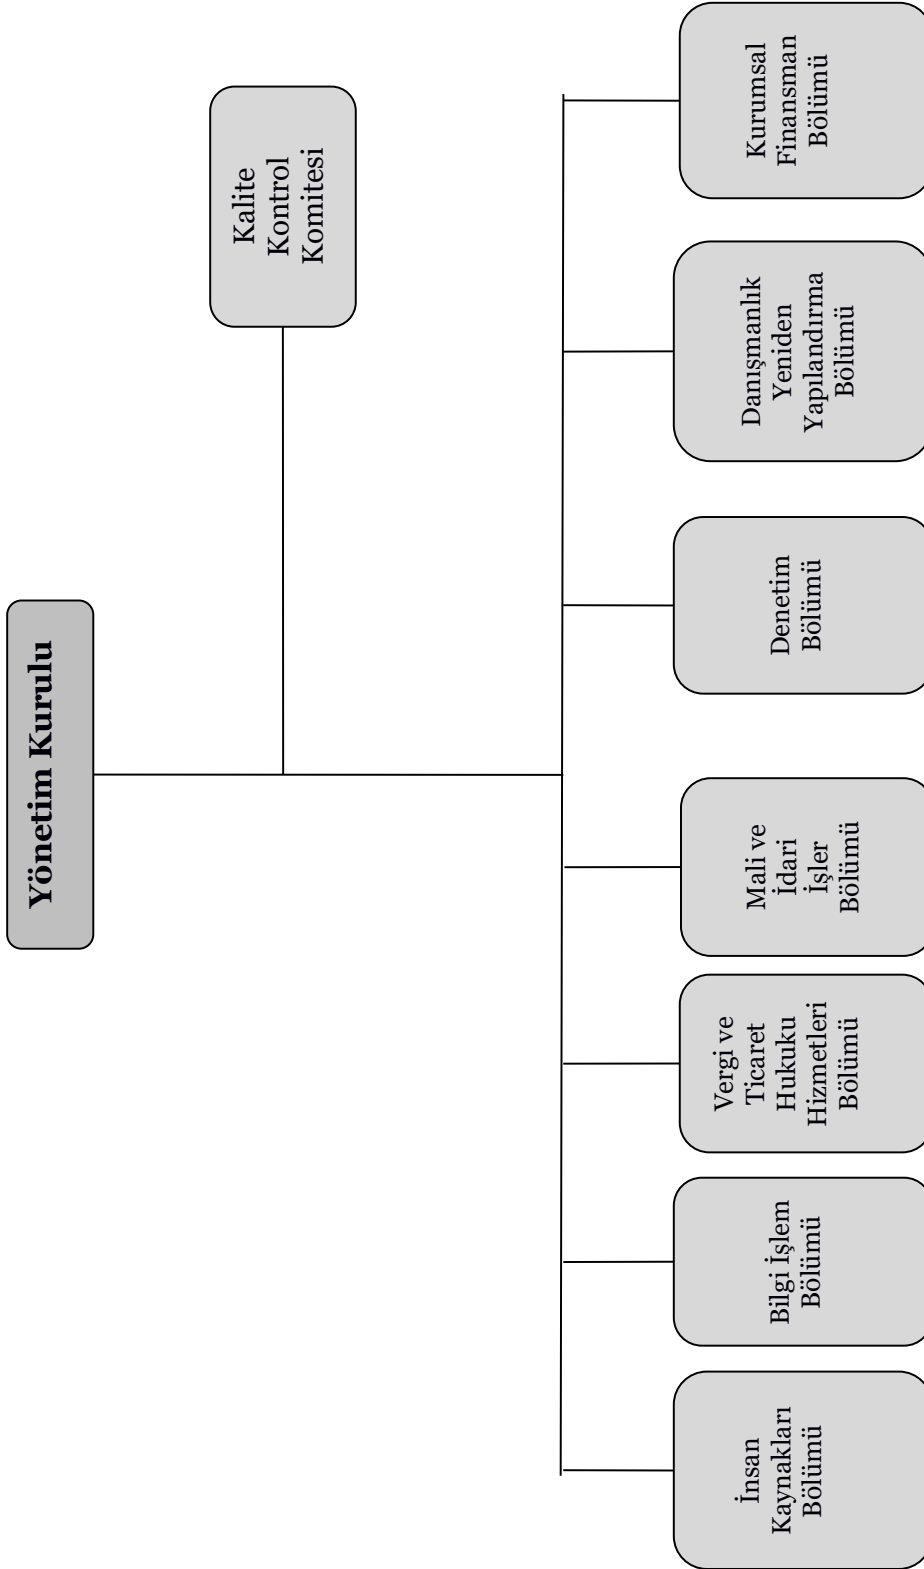 Yönetim Kurulu
Kalite
Kontrol
Komitesi
İnsan
Kaynakları
Bölümü
Bilgi İşlem
Bölümü
Vergi ve
Ticaret
Hukuku
Hizmetleri
Bölümü
Mali ve
İdari
İşler
Bölümü
Denetim
Bölümü
Danışmanlık
Yeniden
Yapılandırma
Bölümü
Kurumsal
Finansman
Bölümü